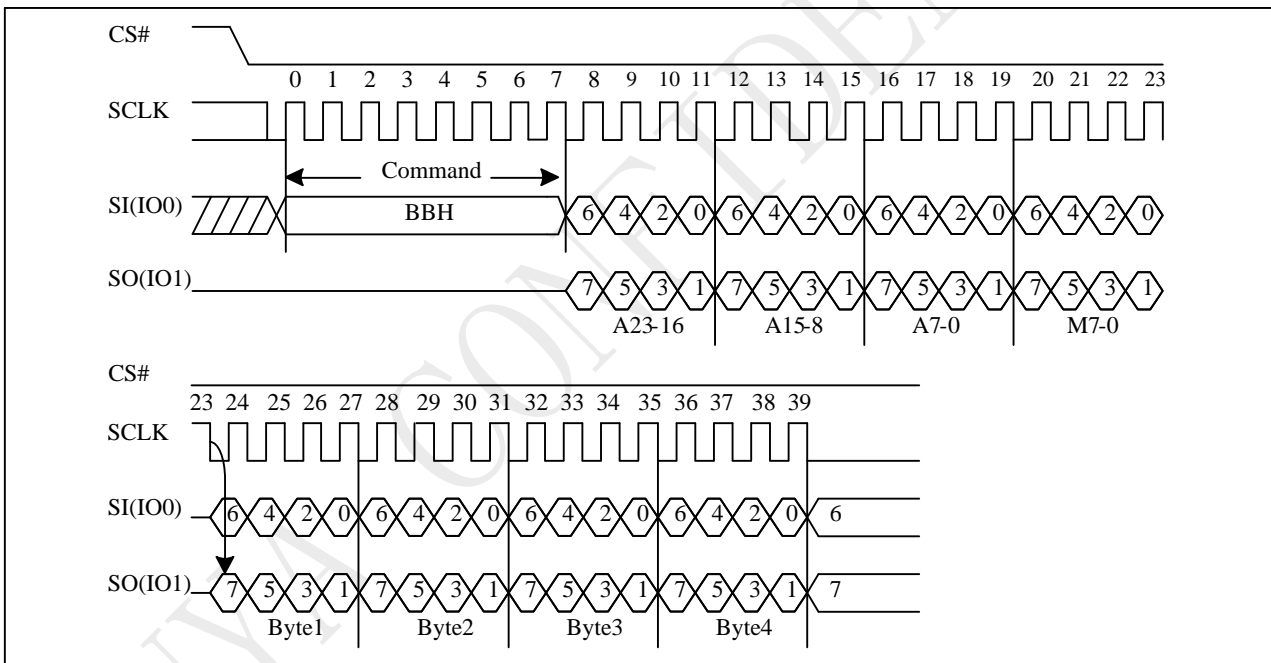 CS#
0 1 2 3 4 5 6 7 8 9 10 11 12 13 14 15 16 17 18 19 20 21 22 23
SCLK
Command
SI(IO0) BBH 6 4 2 0 6 4 2 0 6 4 2 0 6 4 2 0
SO(IO1) 7 5 3 1 7 5 3 1 7 5 3 1 7 5 3 1
A23-16 A15-8 A7-0 M7-0
CS#
23 24 25 26 27 28 29 30 31 32 33 34 35 36 37 38 39
SCLK
SI(IO0) 6 4 2 0 6 4 2 0 6 4 2 0 6 4 2 0 6
SO(IO1) 7 5 3 1 7 5 3 1 7 5 3 1 7 5 3 1 7
Byte1 Byte2 Byte3 Byte4